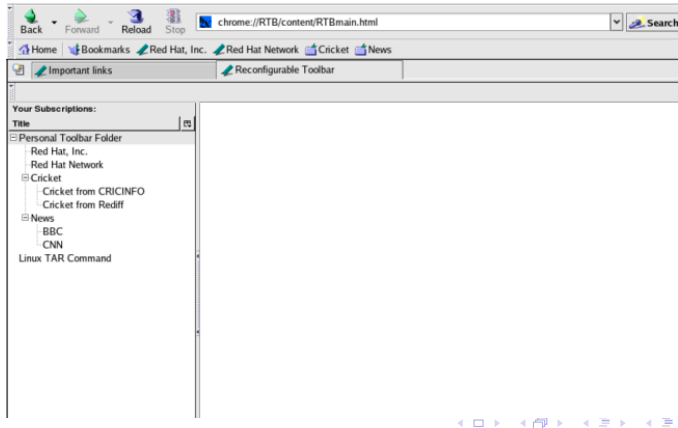 Back Forward Reload Stop chrome://RTB/content/RTBmain.html Search
Home Bookmarks Red Hat, Inc. Red Hat Network Cricket News
Important links Reconfigurable Toolbar
Your Subscriptions:
Title
Personal Toolbar Folder
Red Hat, Inc.
Red Hat Network
Cricket
Cricket from CRICINFO
Cricket from Rediff
News
BBC
CNN
Linux TAR Command